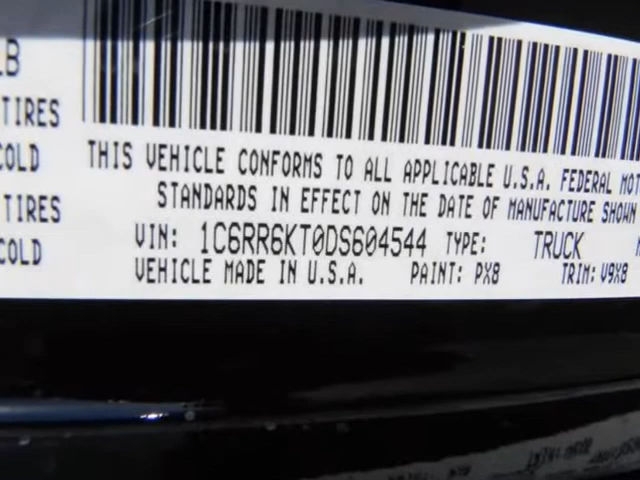 LB
TIRES
COLD
THIS VEHICLE CONFORMS TO ALL APPLICABLE U.S.A. FEDERAL MOT
TIRES
STANDARDS IN EFFECT ON THE DATE OF MANUFACTURE SHOWN
COLD
VIN: 1C6RR6KT0DS604544 TYPE: TRUCK
VEHICLE MADE IN U.S.A. PAINT: PX8 TRIM: V9X8